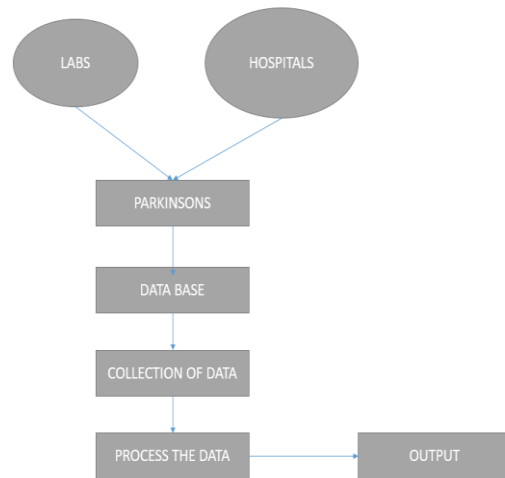 LABS
HOSPITALS
PARKINSONS
DATA BASE
COLLECTION OF DATA
PROCESS THE DATA
OUTPUT